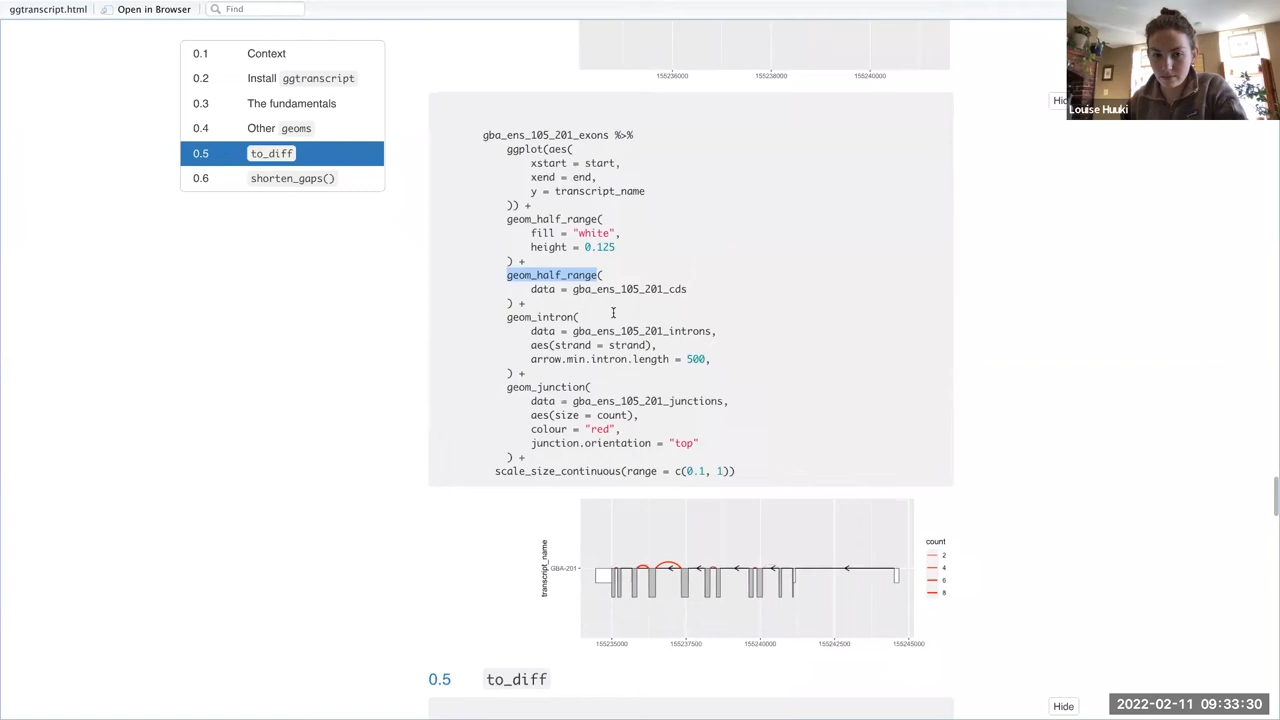 ggtranscript.html
Open in Browser
Find
0.1 Context
0.2 Install ggtranscript
0.3 The fundamentals
0.4 Other geoms
0.5 to_diff
0.6 shorten_gaps()
155236000 155238000 155240000
Louise Huuki
gba_ens_105_201_exons %>%
ggplot(aes(
xstart = start,
xend = end,
y = transcript_name
)) +
geom_half_range(
fill = "white",
height = 0.125
) +
geom_half_range(
data = gba_ens_105_201_cds
) +
geom_intron(
data = gba_ens_105_201_introns,
aes(strand = strand),
arrow.min.intron.length = 500,
) +
geom_junction(
data = gba_ens_105_201_junctions,
aes(size = count),
colour = "red",
junction.orientation = "top"
) +
scale_size_continuous(range = c(0.1, 1))
transcript_name
GBA-201
155235000 155237500 155240000 155242500 155245000
count
2
4
6
8
0.5 to_diff
Hide
2022-02-11 09:33:30